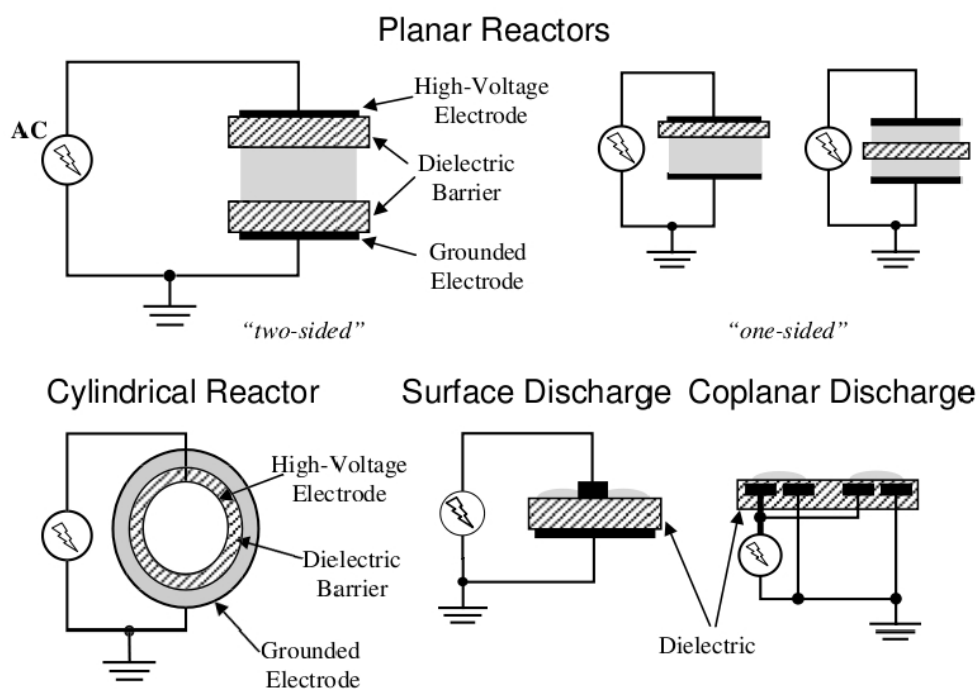 Planar Reactors
AC
High-Voltage
Electrode
Dielectric
Barrier
Grounded
Electrode
“two-sided”
“one-sided”
Cylindrical Reactor
High-Voltage
Electrode
Dielectric
Barrier
Grounded
Electrode
Surface Discharge
Coplanar Discharge
Dielectric